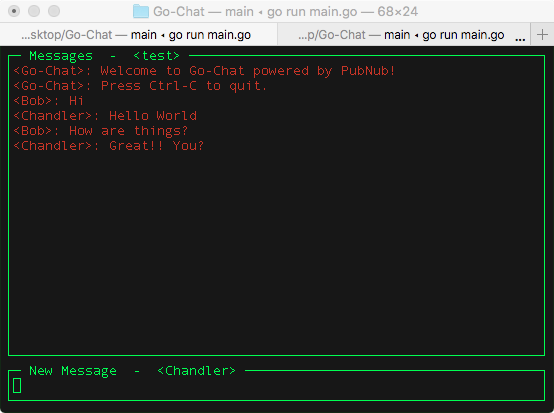 Go-Chat — main ◂ go run main.go — 68×24
...sktop/Go-Chat — main ◂ go run main.go
...p/Go-Chat — main ◂ go run main.go ...
Messages - <test>
<Go-Chat>: Welcome to Go-Chat powered by PubNub!
<Go-Chat>: Press Ctrl-C to quit.
<Bob>: Hi
<Chandler>: Hello World
<Bob>: How are things?
<Chandler>: Great!! You?
New Message - <Chandler>